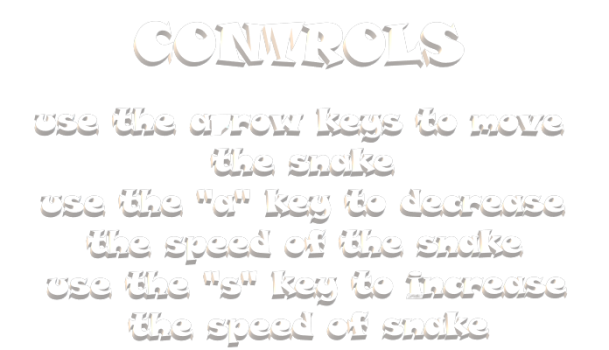 CONTROLS
use the arrow keys to move
the snake
use the "a" key to decrease
the speed of the snake
use the "s" key to increase
the speed of snake